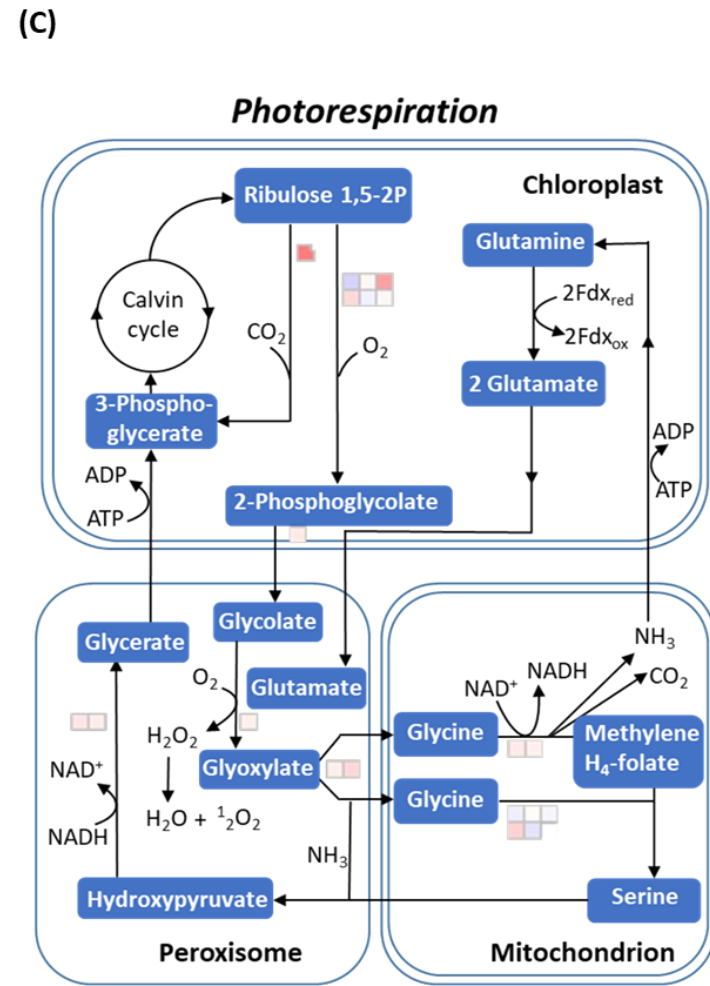 (C)
Photorespiration
Chloroplast
Ribulose 1,5-2P
Glutamine
Calvin
cycle
CO₂
O₂
2Fdx_red
2Fdx_ox
2 Glutamate
3-Phospho-
glycerate
ADP
ATP
ADP
ATP
2-Phosphoglycolate
Glycolate
Glycerate
Glutamate
O₂
H₂O₂
NAD⁺
NADH
Glyoxylate
H₂O + ¹₂O₂
NH₃
Hydroxypyruvate
Peroxisome
NH₃
CO₂
NAD⁺
NADH
Glycine
Methylene
H₄-folate
Glycine
Serine
Mitochondrion